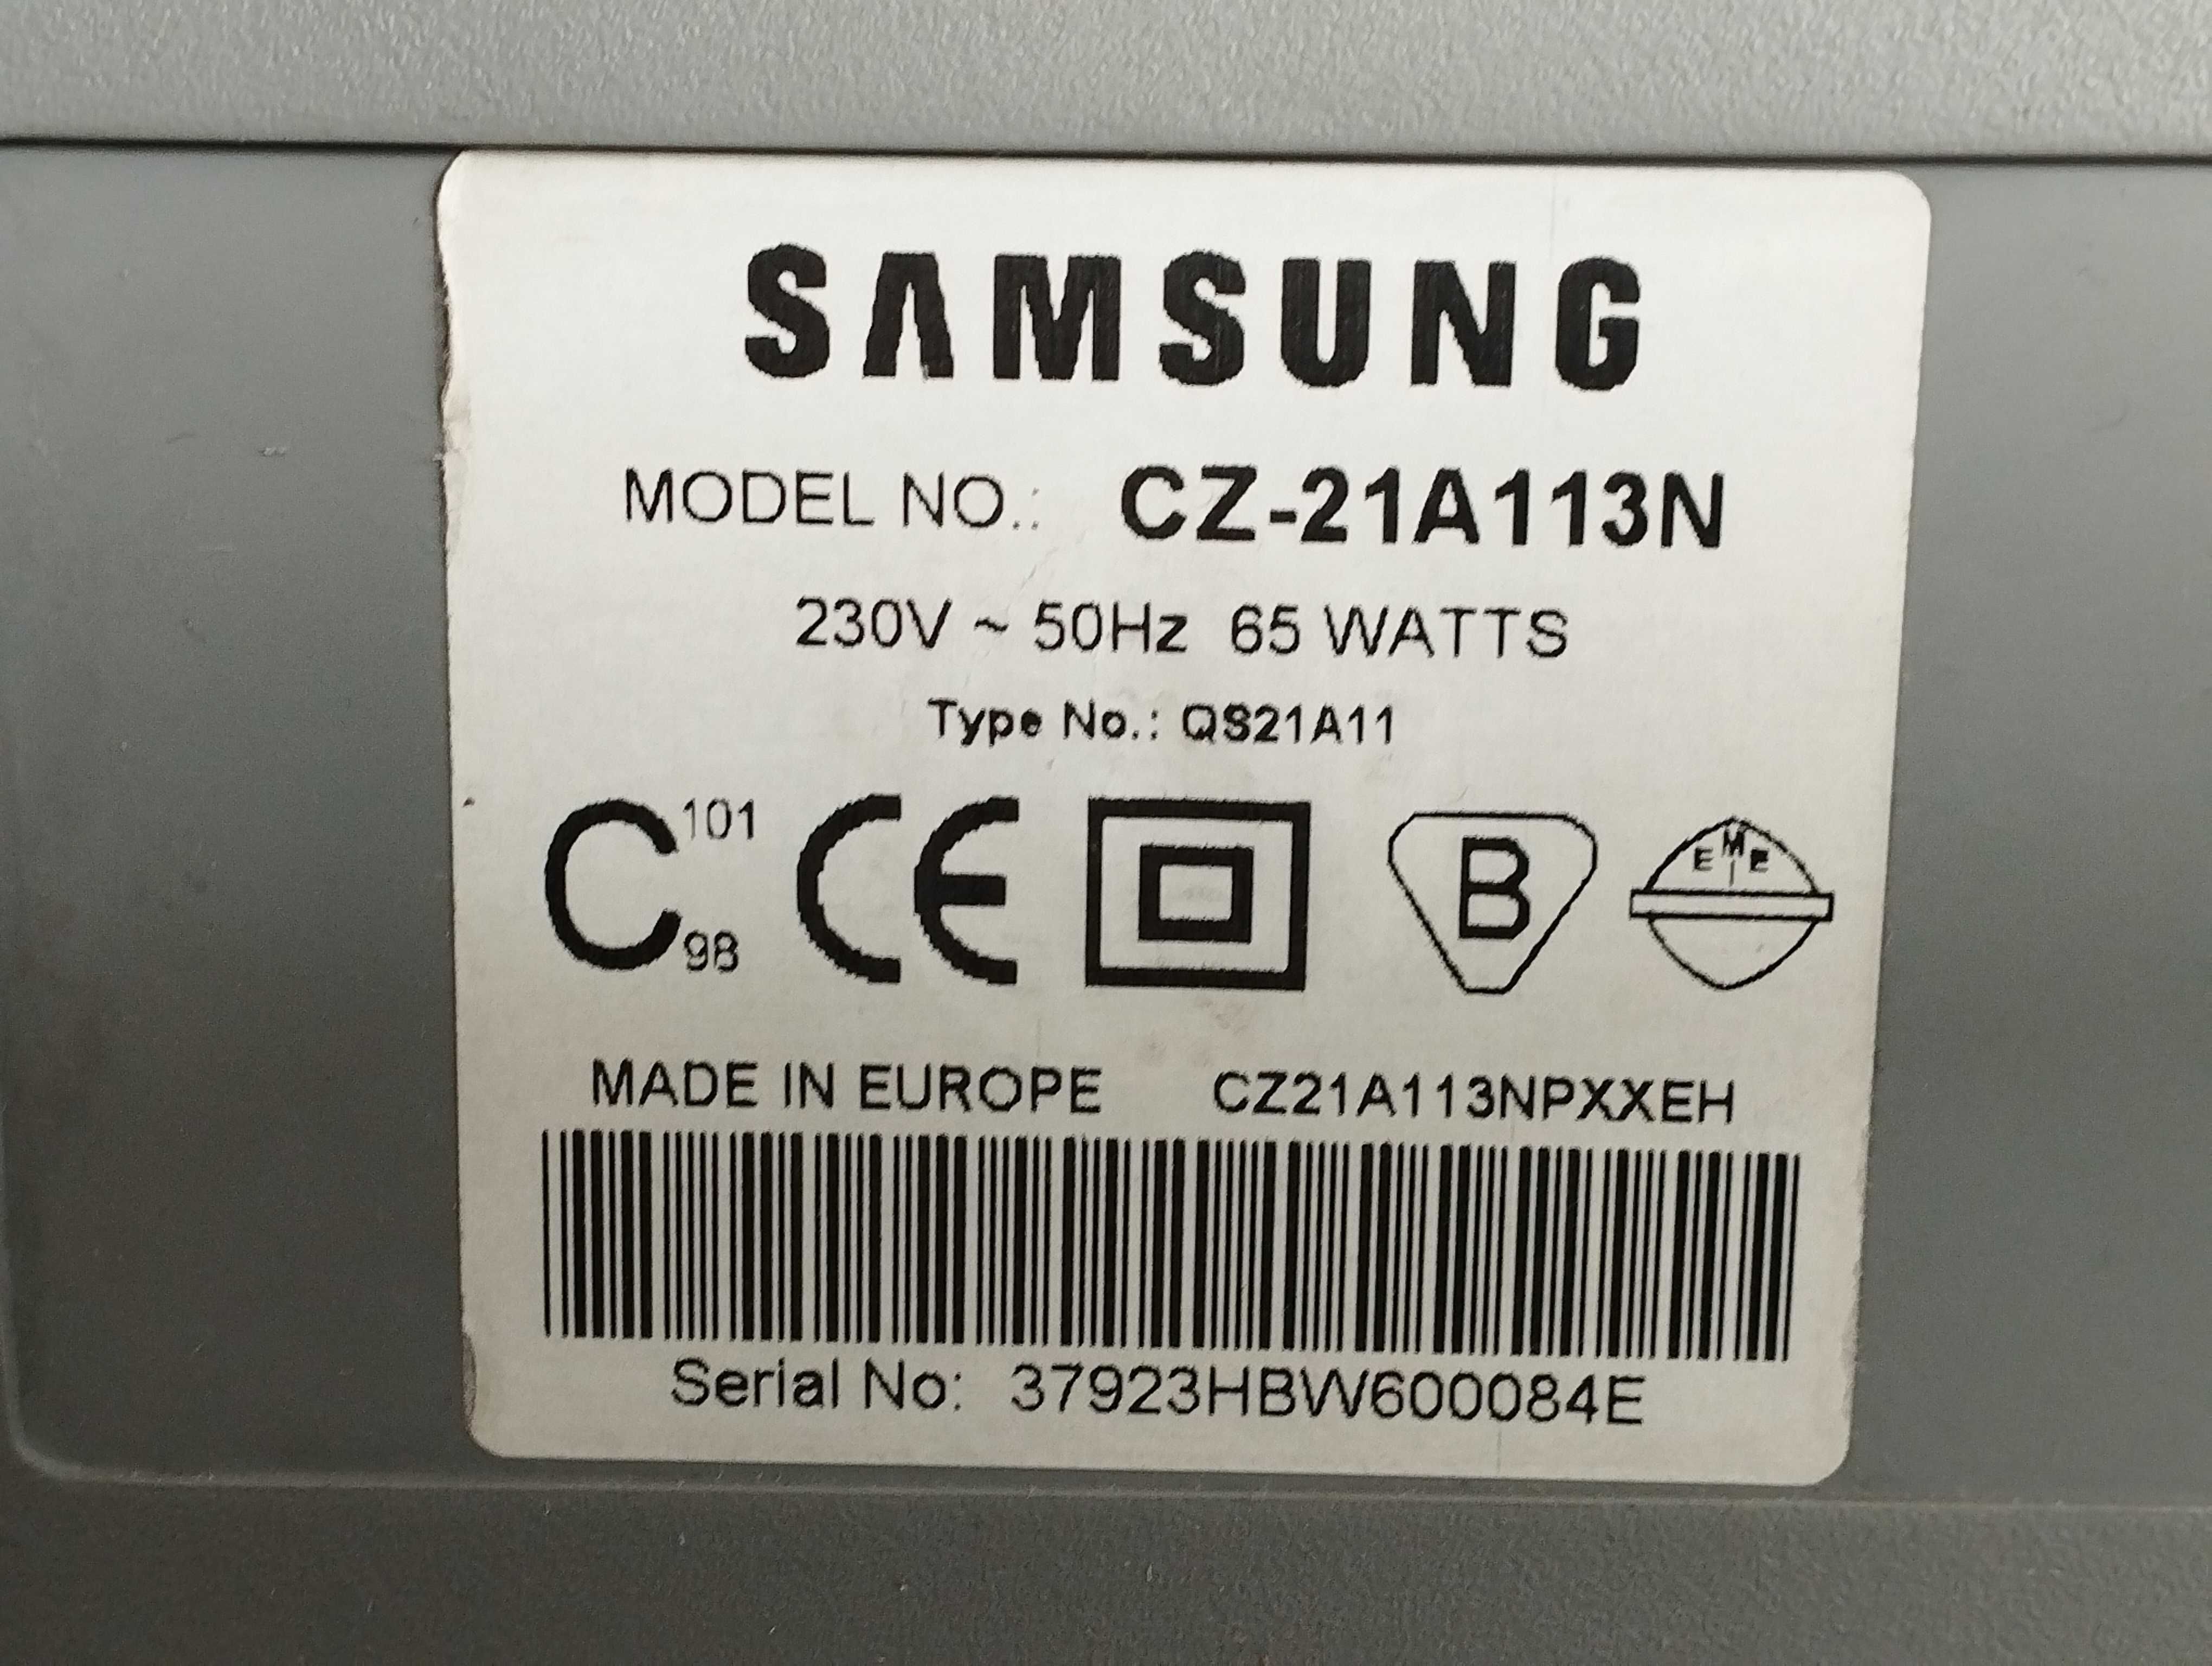 SAMSUNG
MODEL NO.: CZ-21A113N
230V ~ 50Hz 65 WATTS
Type No.: QS21A11
C 101 98 CE B EME
MADE IN EUROPE CZ21A113NPXXEH
Serial No: 37923HBW600084E